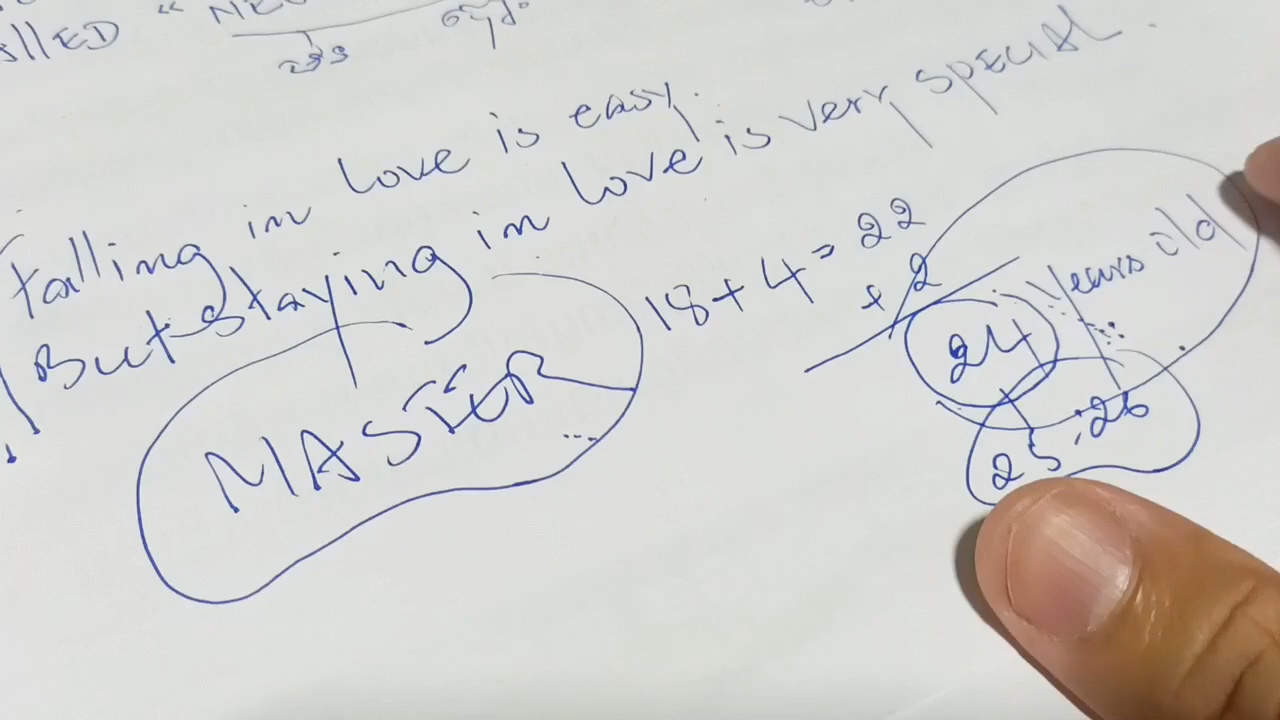 falling in love is easy.
But staying in love is very SPECIAL.
18 + 4 = 22
+ 2
24 years old
25 . 26
MASTER ...